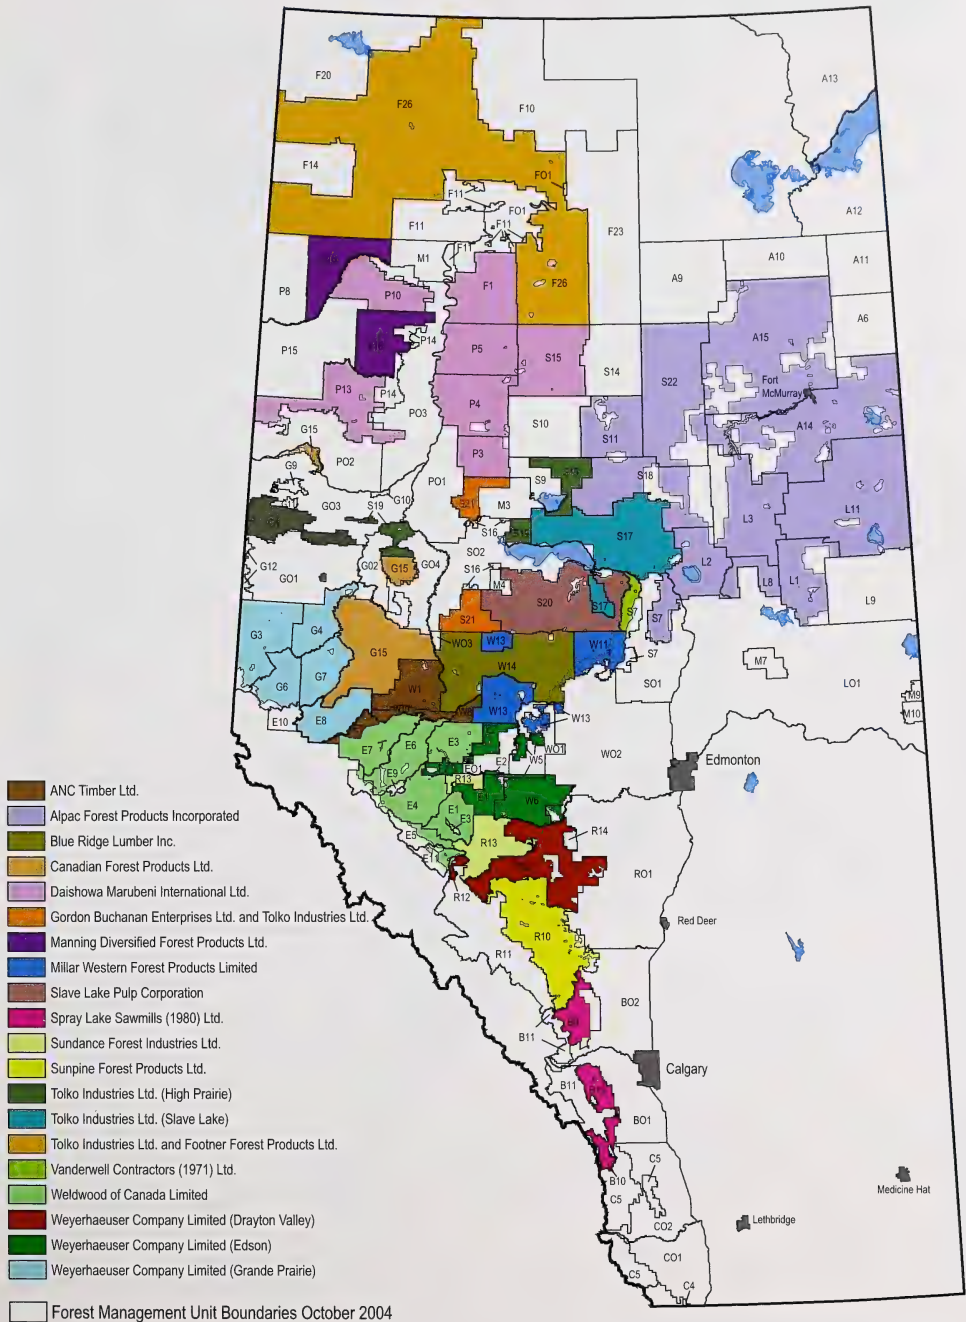 F20
A13
F26
F10
F14
FO1
F11
FO1
A12
F11
F11
F23
F11
M1
A10
A11
A9
P8
F26
P10
F1
A6
P14
A15
P15
P5
S15
S14
S22
Fort
McMurray
P13
P14
PO3
P4
S10
S11
A14
G15
PO2
P3
G9
PO1
S9
S18
G10
S21
M3
L11
GO3
S19
S16
L3
S17
SO2
G12
GO1
GO2
G15
GO4
S16
M4
L2
L8
L1
L9
S20
S17
S7
S7
S21
G3
G4
WO3
W13
W11
S7
G15
W14
M7
G6
G7
SO1
LO1
W1
M9
W13
M10
E10
E8
W13
E7
E6
E3
WO1
WO2
E2
W5
Edmonton
E9
EO1
R13
E1
W6
E4
E1
E3
E5
R13
R14
E11
RO1
R12
Red Deer
R10
R11
BO2
B11
Calgary
B11
BO1
C5
B10
C5
Medicine Hat
CO2
Lethbridge
CO1
C5
C4
ANC Timber Ltd.
Alpac Forest Products Incorporated
Blue Ridge Lumber Inc.
Canadian Forest Products Ltd.
Daishowa Marubeni International Ltd.
Gordon Buchanan Enterprises Ltd. and Tolko Industries Ltd.
Manning Diversified Forest Products Ltd.
Millar Western Forest Products Limited
Slave Lake Pulp Corporation
Spray Lake Sawmills (1980) Ltd.
Sundance Forest Industries Ltd.
Sunpine Forest Products Ltd.
Tolko Industries Ltd. (High Prairie)
Tolko Industries Ltd. (Slave Lake)
Tolko Industries Ltd. and Footner Forest Products Ltd.
Vanderwell Contractors (1971) Ltd.
Weldwood of Canada Limited
Weyerhaeuser Company Limited (Drayton Valley)
Weyerhaeuser Company Limited (Edson)
Weyerhaeuser Company Limited (Grande Prairie)
Forest Management Unit Boundaries October 2004